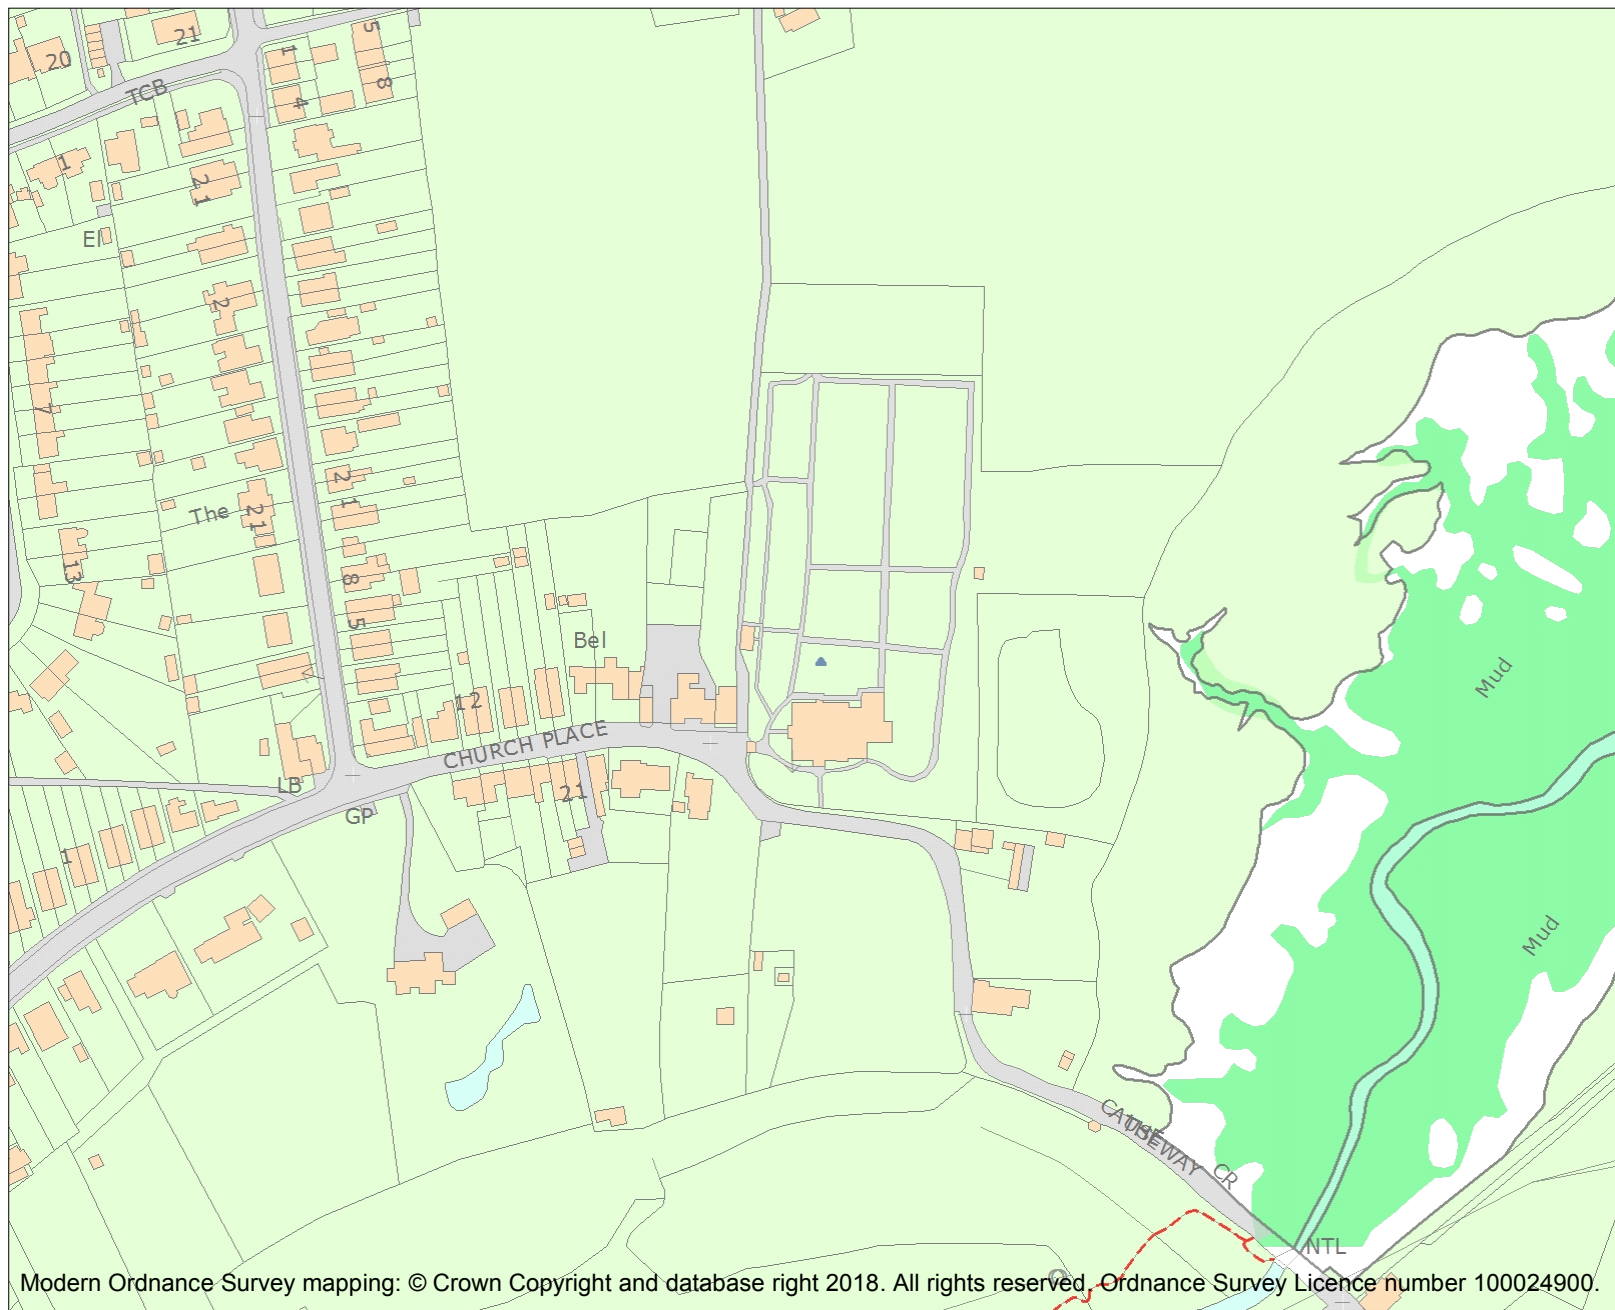 5
21
1
20
8
TCB
4
1
21
El
2
7
21
The
21
13
8
5
Bel
Mud
12
CHURCH PLACE
LB
21
GP
1
Mud
CAUSEWAY
CR
NTL
Modern Ordnance Survey mapping: © Crown Copyright and database right 2018. All rights reserved. Ordnance Survey Licence number 100024900.